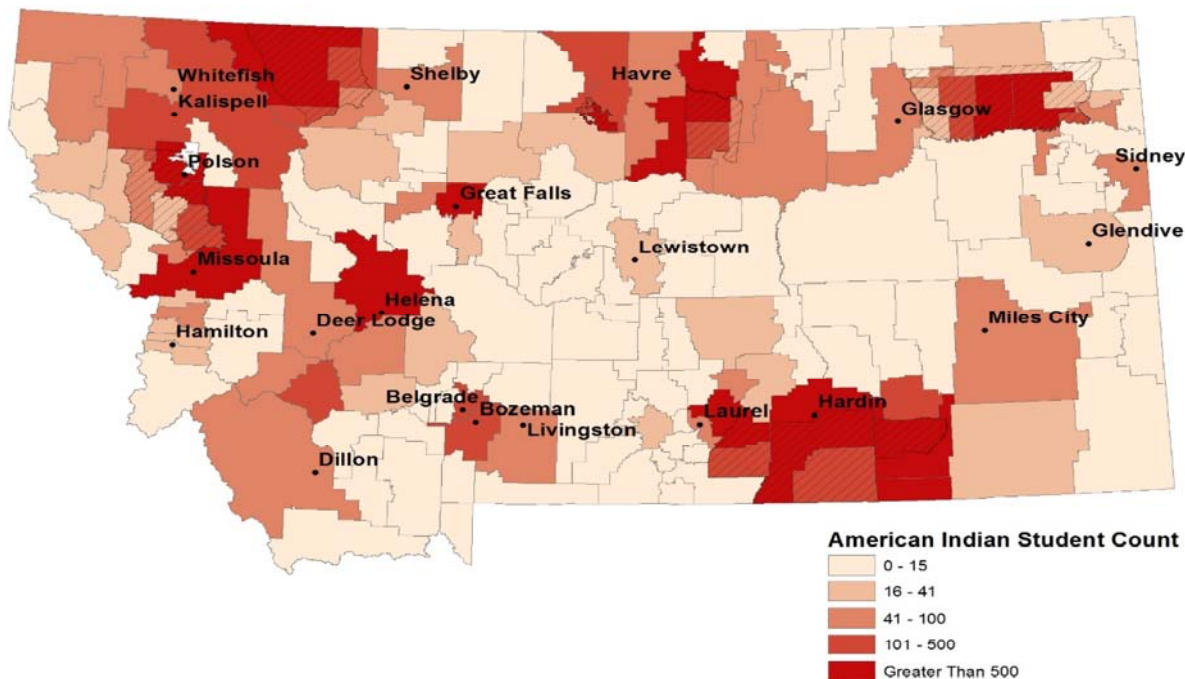 Whitefish
Kalispell
Shelby
Havre
Glasgow
Polson
Sidney
Great Falls
Lewistown
Glendive
Missoula
Helena
Deer Lodge
Hamilton
Miles City
Belgrade
Bozeman
Livingston
Laurel
Hardin
Dillon
American Indian Student Count
0 - 15
16 - 41
41 - 100
101 - 500
Greater Than 500